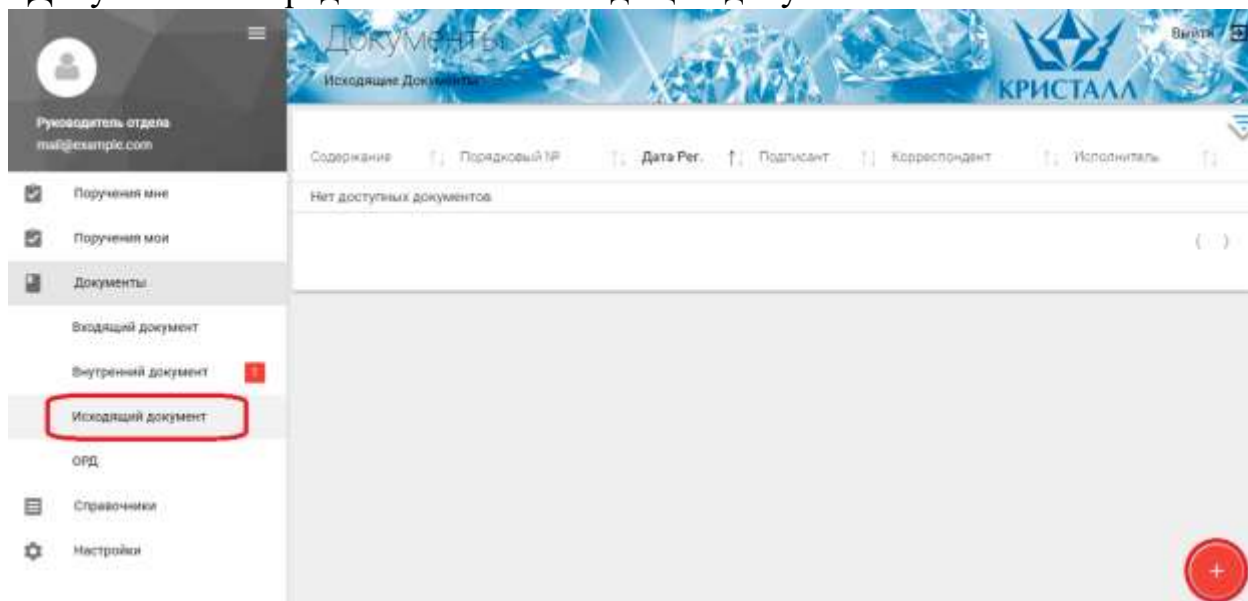 Документы
Исходящие Документы
Выйти
КРИСТАЛЛ
Руководитель отдела
mail@example.com
Содержание Порядковый № Дата Рег. Подписант Корреспондент Исполнитель
Нет доступных документов
Поручения мне
Поручения мои
Документы
Входящий документ
Внутренний документ 1
Исходящий документ
ОРД
Справочники
Настройки
+